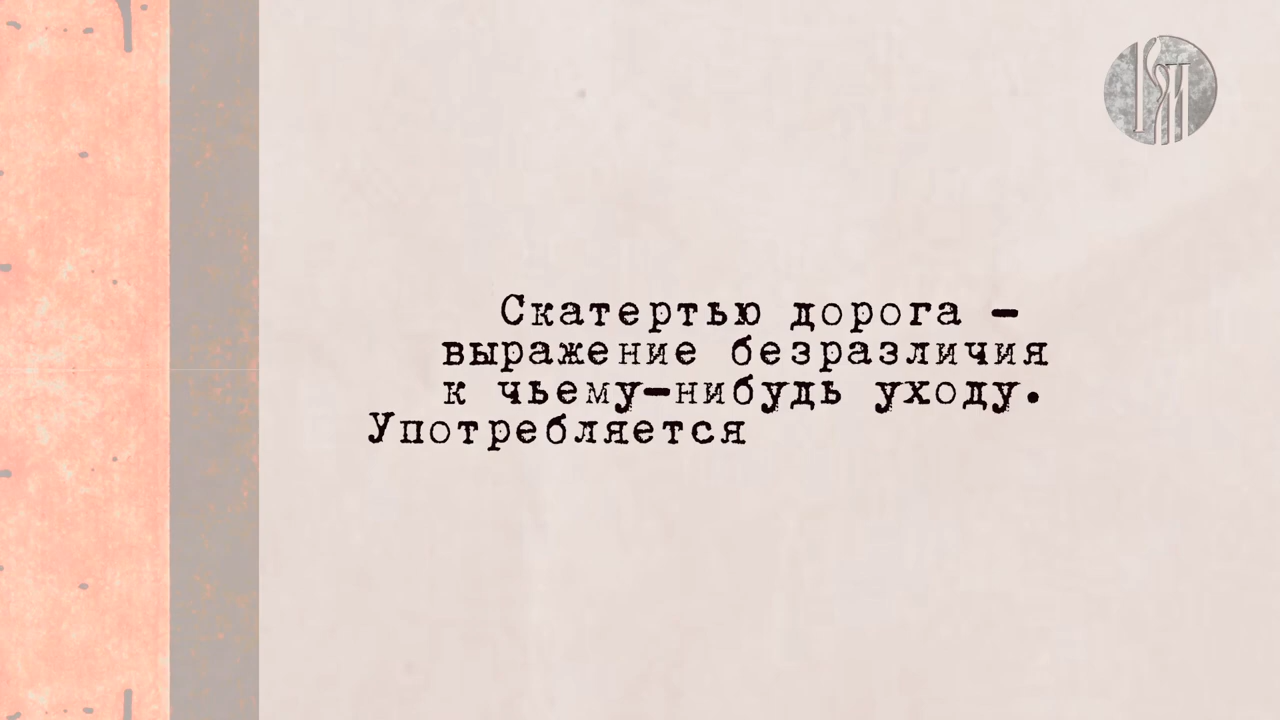 Скатертью дорога –
выражение безразличия
к чьему-нибудь уходу.
Употребляется